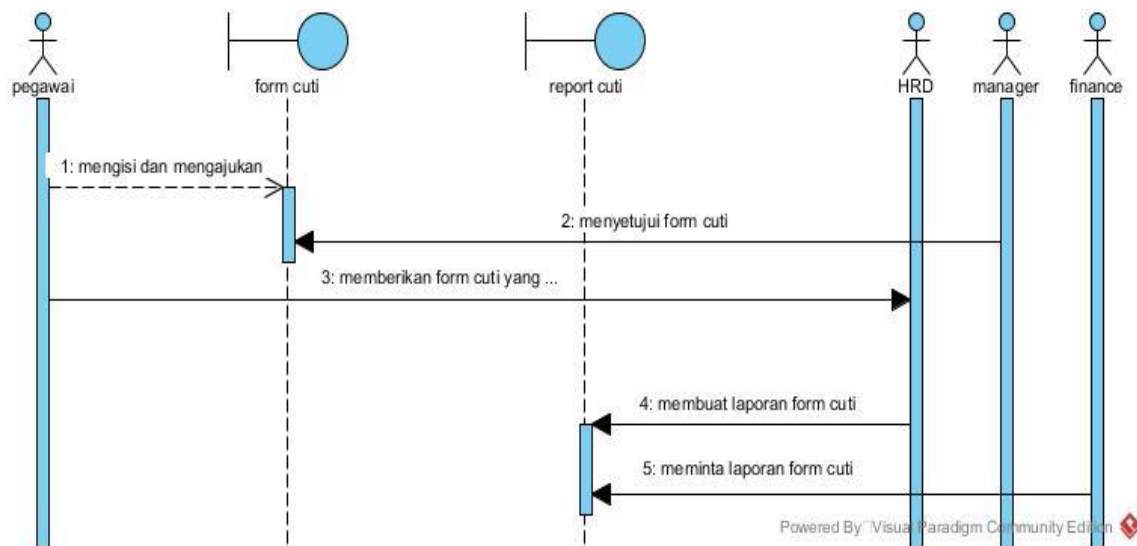 pegawai
form cuti
report cuti
HRD
manager
finance
1: mengisi dan mengajukan
2: menyetujui form cuti
3: memberikan form cuti yang ...
4: membuat laporan form cuti
5: meminta laporan form cuti
Powered By Visual Paradigm Community Edition